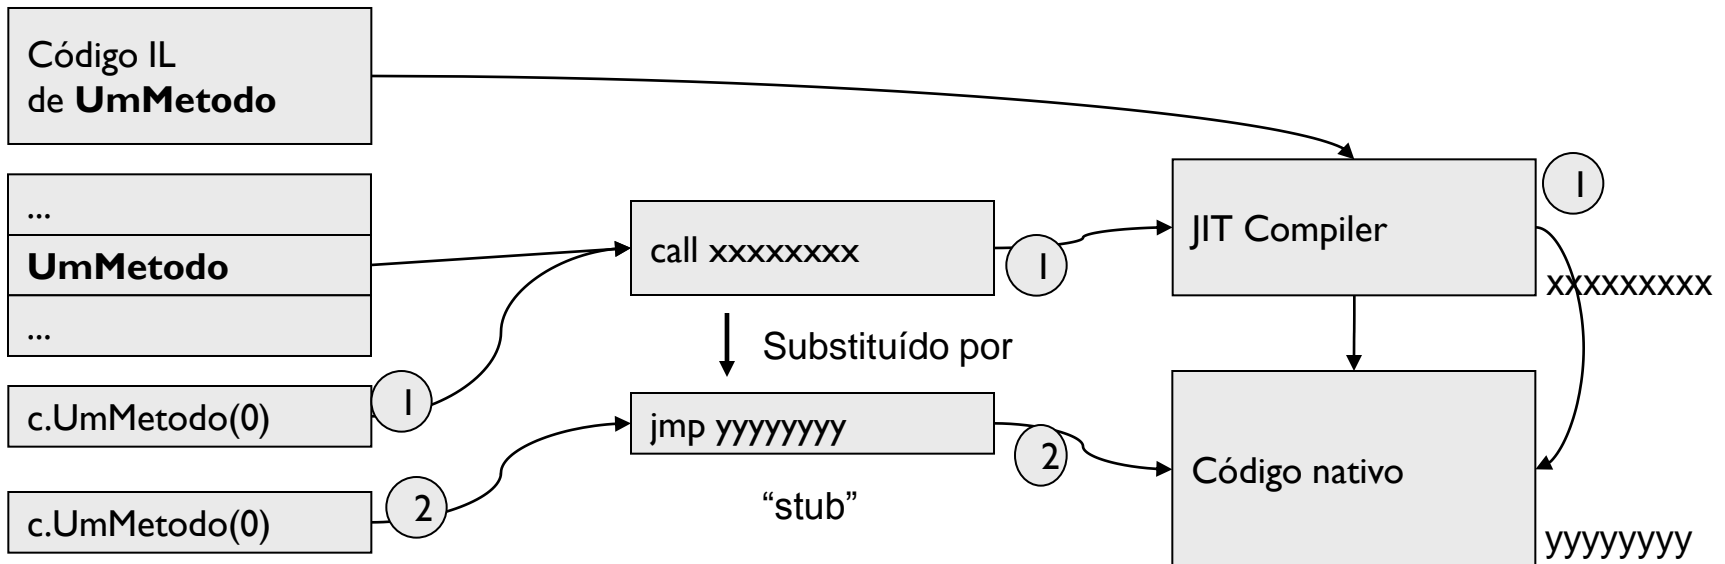 Código IL
de UmMetodo
...
UmMetodo
...
c.UmMetodo(0)
1
c.UmMetodo(0)
2
call xxxxxxxx
1
Substituído por
jmp yyyyyyyy
2
“stub”
JIT Compiler
1
xxxxxxxxx
Código nativo
yyyyyyyy